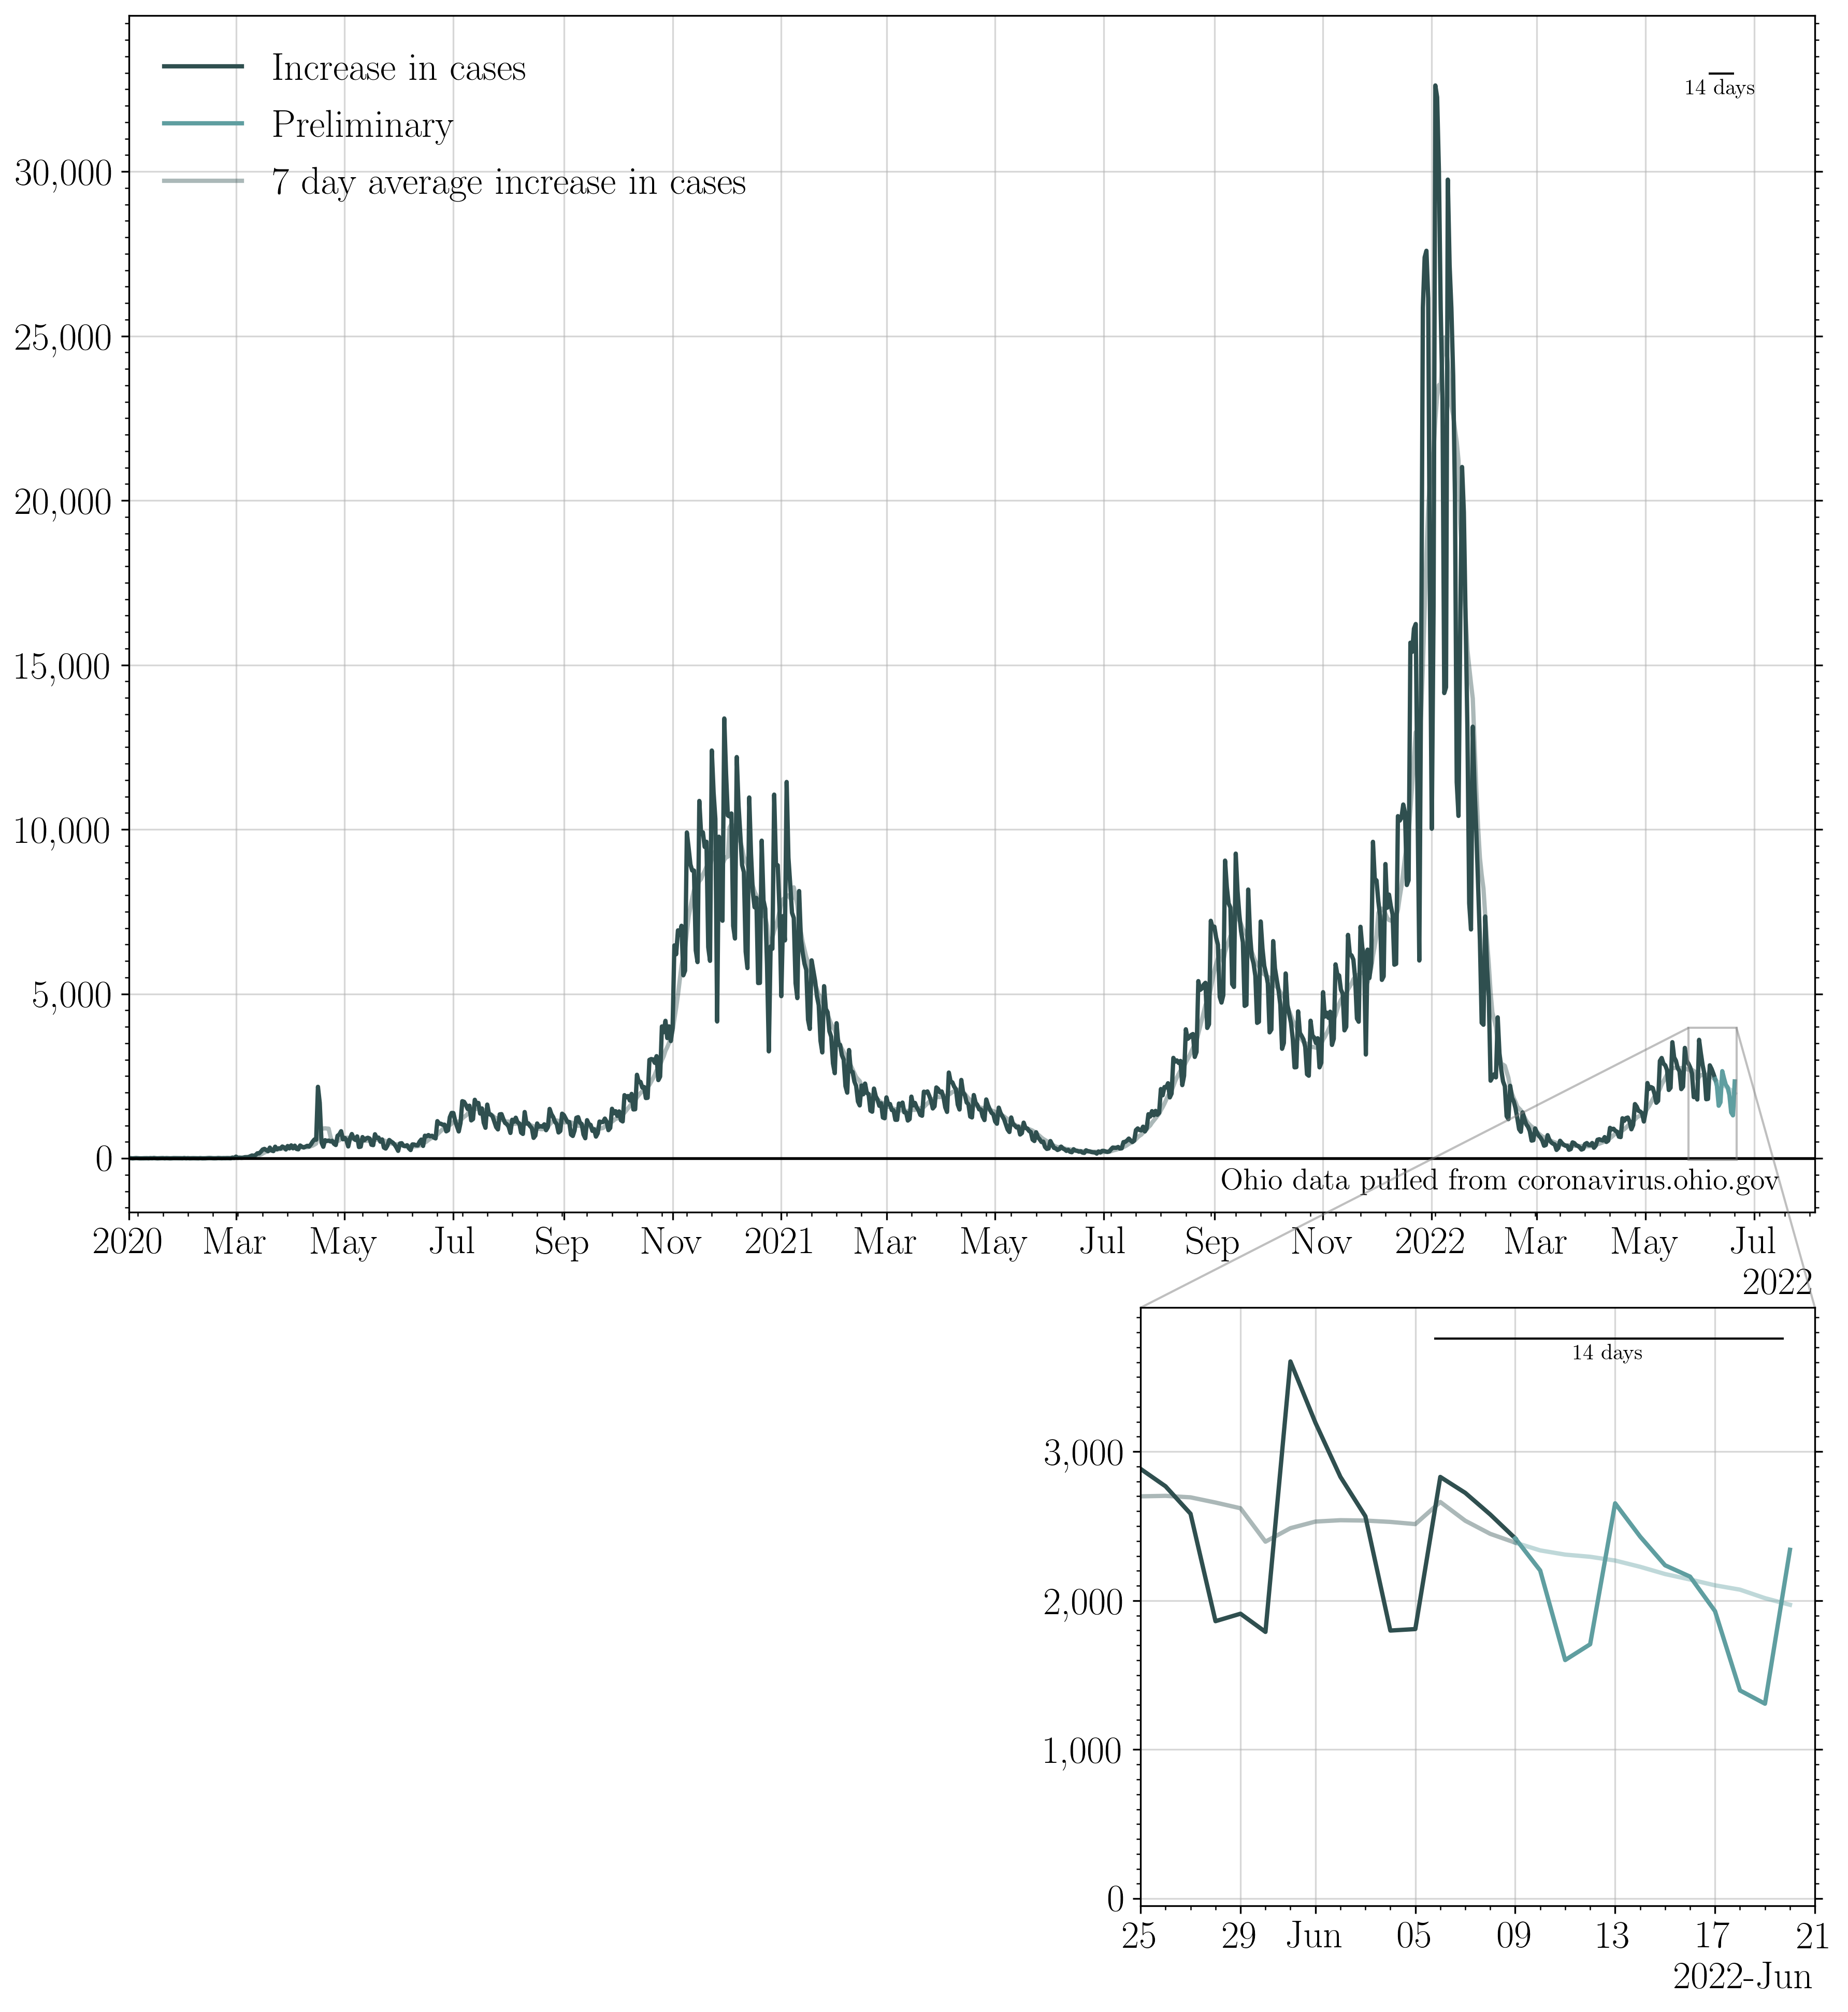 Increase in cases
Preliminary
7 day average increase in cases
14 days
30,000
25,000
20,000
15,000
10,000
5,000
0
Ohio data pulled from coronavirus.ohio.gov
2020 Mar May Jul Sep Nov 2021 Mar May Jul Sep Nov 2022 Mar May Jul
2022
14 days
3,000
2,000
1,000
0
25 29 Jun 05 09 13 17 21
2022-Jun